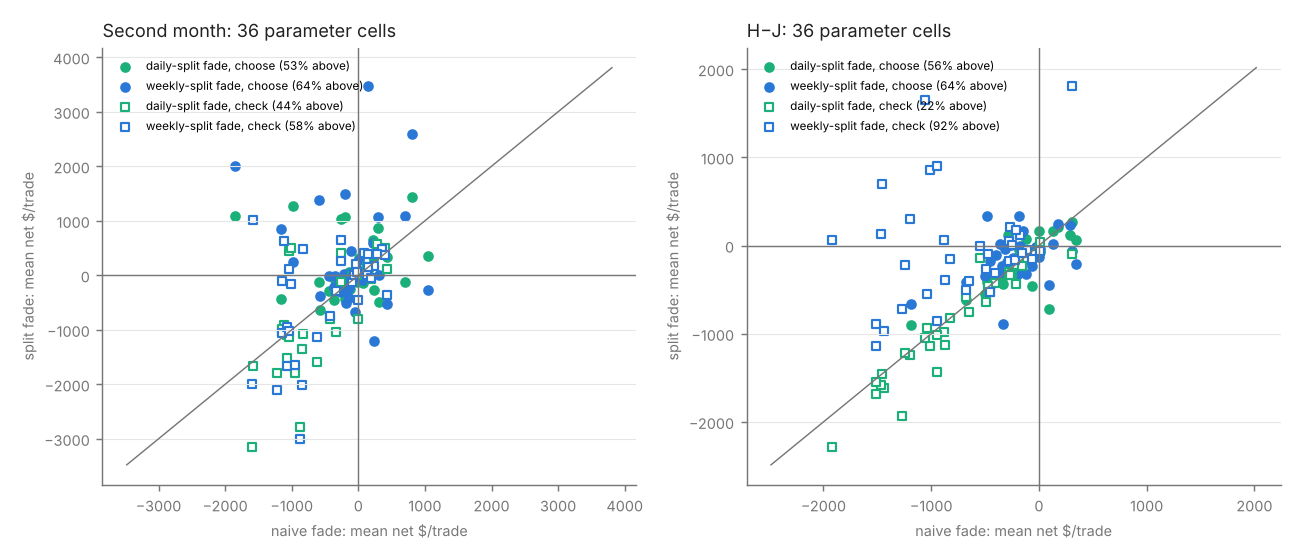 Second month: 36 parameter cells
4000
3000
2000
1000
0
−1000
−2000
−3000
split fade: mean net $/trade
daily-split fade, choose (53% above)
weekly-split fade, choose (64% above)
daily-split fade, check (44% above)
weekly-split fade, check (58% above)
−3000 −2000 −1000 0 1000 2000 3000 4000
naive fade: mean net $/trade
H−J: 36 parameter cells
2000
1000
0
−1000
−2000
split fade: mean net $/trade
daily-split fade, choose (56% above)
weekly-split fade, choose (64% above)
daily-split fade, check (22% above)
weekly-split fade, check (92% above)
−2000 −1000 0 1000 2000
naive fade: mean net $/trade